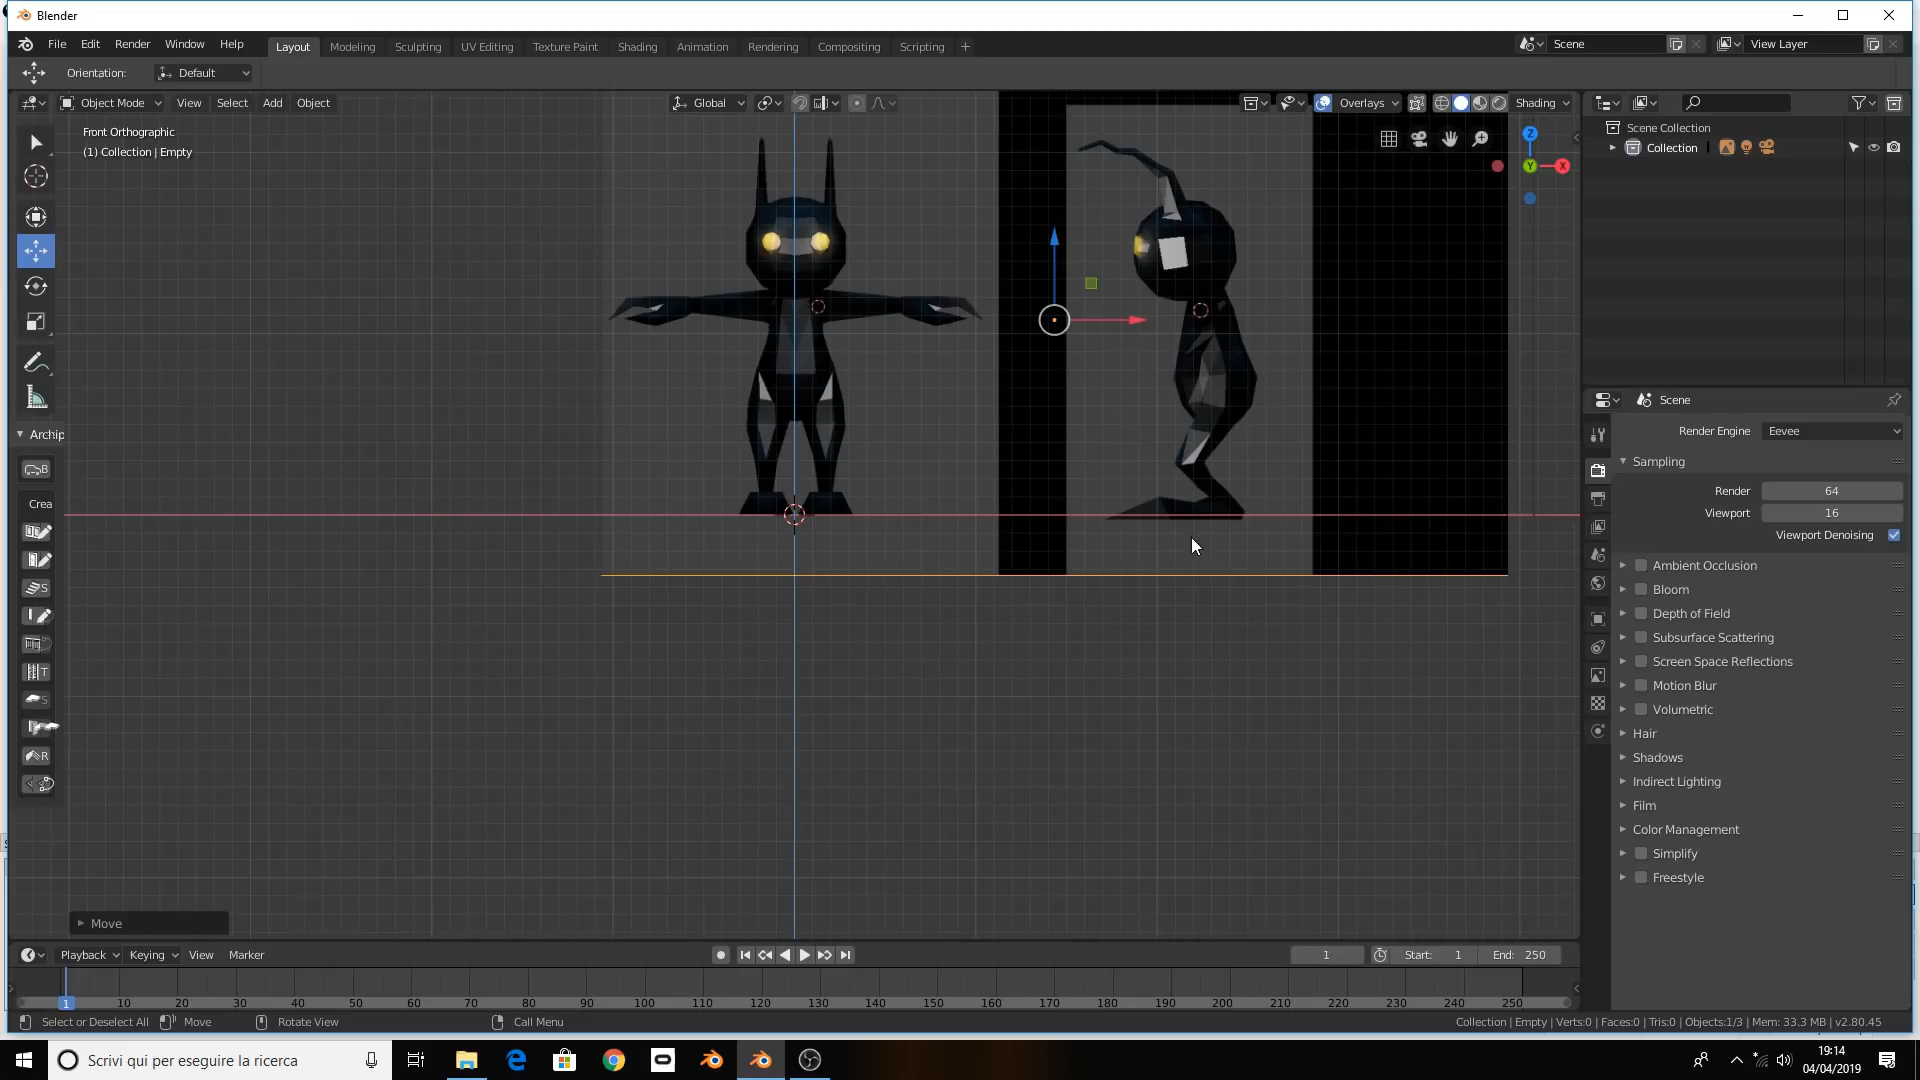 Blender
File Edit Render Window Help Layout Modeling Sculpting UV Editing Texture Paint Shading Animation Rendering Compositing Scripting + Scene View Layer
Orientation: Default
Object Mode View Select Add Object Global Overlays Shading
Front Orthographic
(1) Collection | Empty
Z
Y
X
Scene Collection
Collection
Archip
B
Crea
S
T
S
R
Scene
Render Engine Eevee
Sampling
Render 64
Viewport 16
Viewport Denoising
Ambient Occlusion
Bloom
Depth of Field
Subsurface Scattering
Screen Space Reflections
Motion Blur
Volumetric
Hair
Shadows
Indirect Lighting
Film
Color Management
Simplify
Freestyle
Move
Playback Keying View Marker 1 Start: 1 End: 250
1 10 20 30 40 50 60 70 80 90 100 110 120 130 140 150 160 170 180 190 200 210 220 230 240 250
Select or Deselect All Move Rotate View Call Menu Collection | Empty | Verts:0 | Faces:0 | Tris:0 | Objects:1/3 | Mem: 33.3 MB | v2.80.45
Scrivi qui per eseguire la ricerca
19:14
04/04/2019